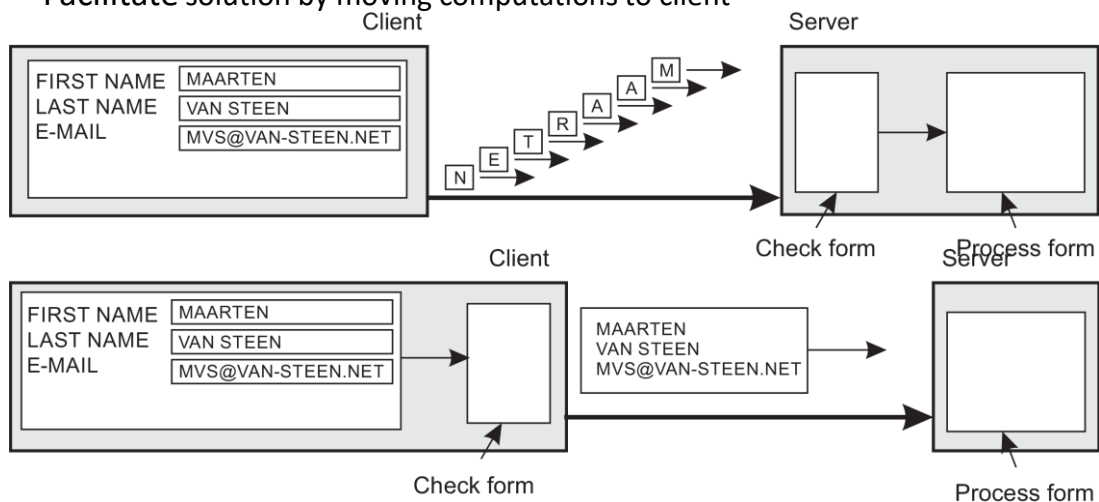 Facilitate solution by moving computations to client
Client
Server
FIRST NAME MAARTEN
LAST NAME VAN STEEN
E-MAIL MVS@VAN-STEEN.NET
N E T R A A M
Check form
Process form
Client
Server
FIRST NAME MAARTEN
LAST NAME VAN STEEN
E-MAIL MVS@VAN-STEEN.NET
MAARTEN
VAN STEEN
MVS@VAN-STEEN.NET
Check form
Process form